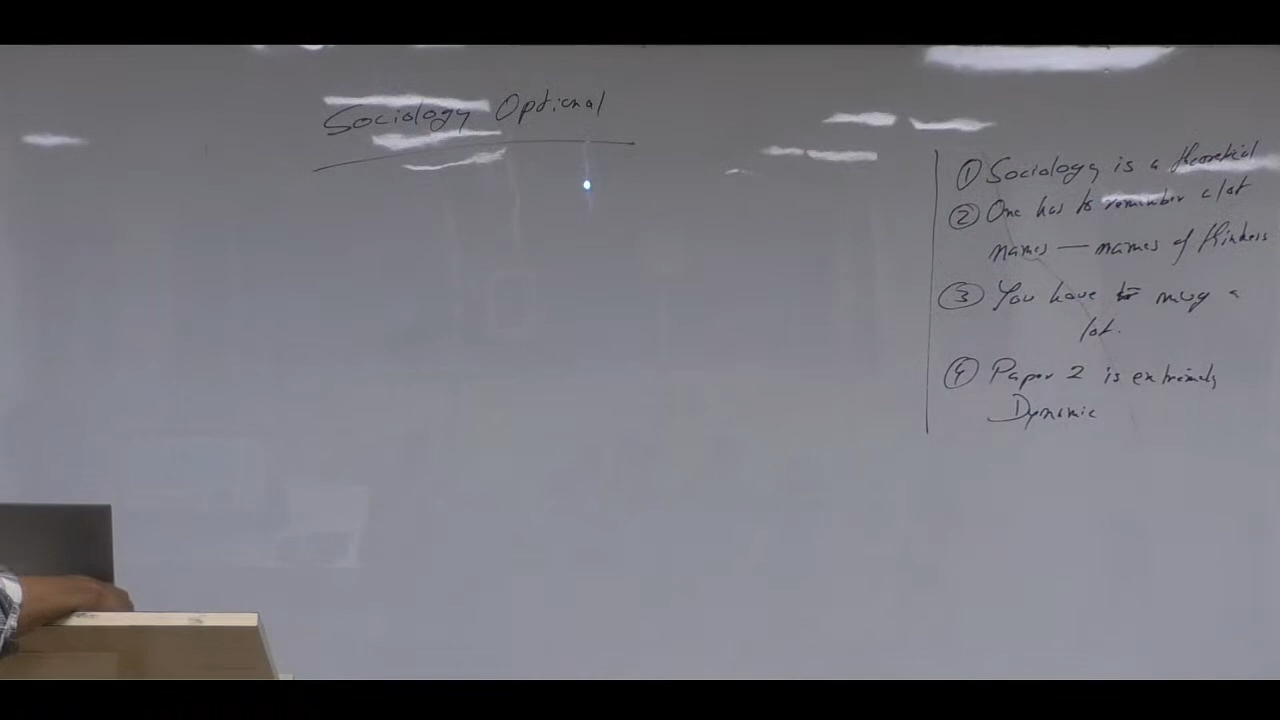 Sociology Optional
① Sociology is a theoretical
② One has to remember a lot
names — names of thinkers
③ You have to mug a
lot.
④ Paper 2 is extremely
Dynamic